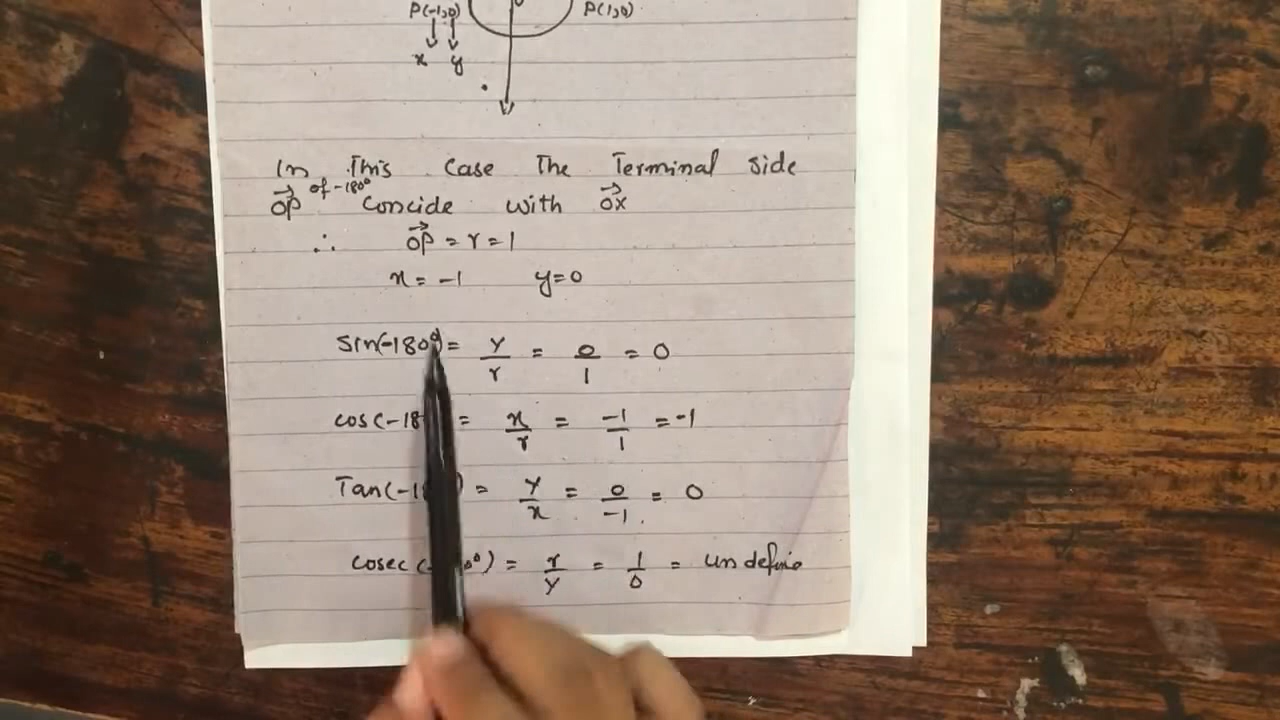 P(-1,0) P(1,0)
x y
In This Case The Terminal Side
OP of -180° Concide with OX
∴ OP = r = 1
x = -1 y=0
Sin(-180°)= y/r = 0/1 = 0
cos(-18 = x/r = -1/1 = -1
Tan(-1 ) = y/x = 0/-1 = 0
cosec( 0°) = r/y = 1/0 = undefine